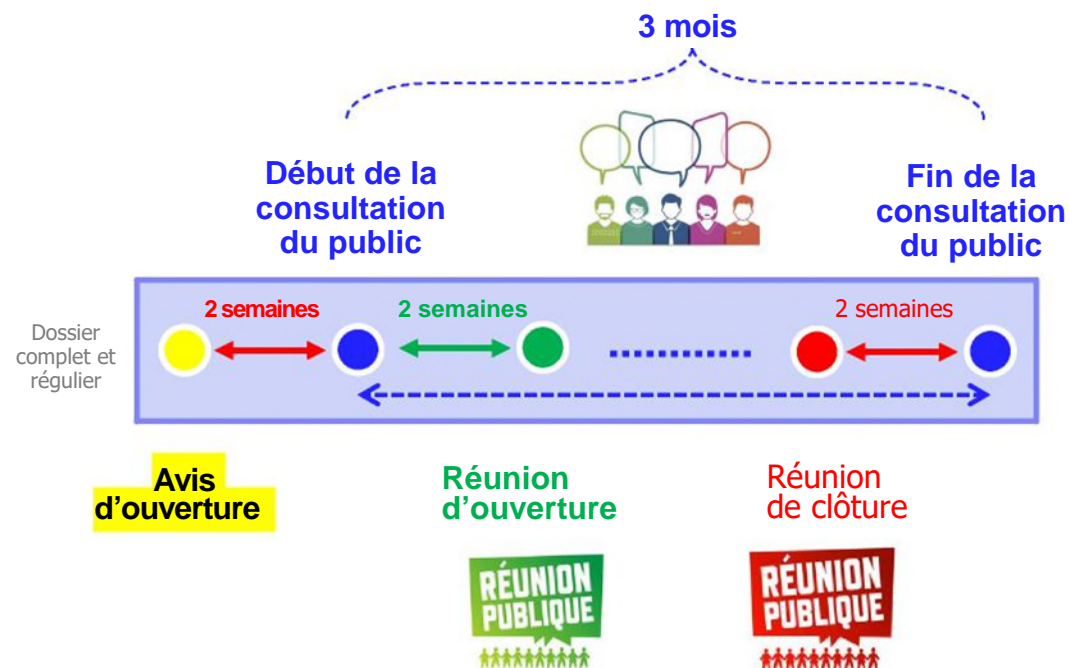 3 mois
Début de la
consultation
du public
Fin de la
consultation
du public
Dossier
complet et
régulier
2 semaines
2 semaines
2 semaines
Avis
d’ouverture
Réunion
d’ouverture
Réunion
de clôture
RÉUNION
PUBLIQUE
RÉUNION
PUBLIQUE